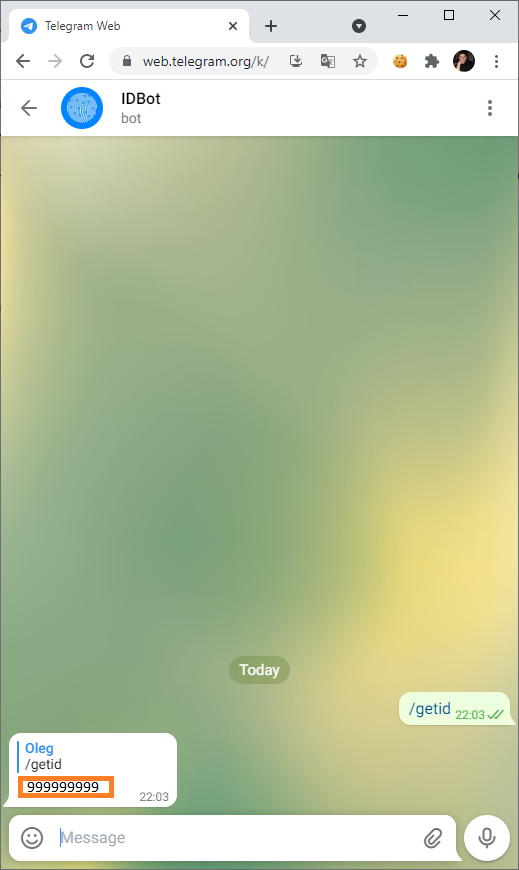 Telegram Web
web.telegram.org/k/
IDBot
bot
Today
/getid 22:03
Oleg
/getid
999999999
22:03
Message